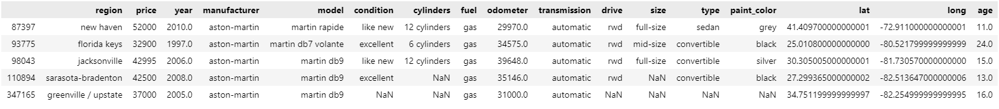 region price year manufacturer model condition cylinders fuel odometer transmission drive size type paint_color lat long age
87397 new haven 52000 2010.0 aston-martin martin rapide like new 12 cylinders gas 29970.0 automatic rwd full-size sedan grey 41.409700000000001 -72.911000000000001 11.0
93775 florida keys 32900 1997.0 aston-martin martin db7 volante excellent 6 cylinders gas 34575.0 automatic rwd mid-size convertible black 25.010800000000000 -80.521799999999999 24.0
98043 jacksonville 42995 2006.0 aston-martin martin db9 like new 12 cylinders gas 39648.0 automatic rwd full-size convertible silver 30.305005000000001 -81.730570000000000 15.0
110894 sarasota-bradenton 42500 2008.0 aston-martin martin db9 excellent NaN gas 35146.0 automatic rwd NaN convertible black 27.299365000000002 -82.513647000000006 13.0
347165 greenville / upstate 37000 2005.0 aston-martin martin db9 NaN NaN gas 31000.0 automatic NaN NaN NaN NaN 34.751199999999997 -82.254999999999995 16.0